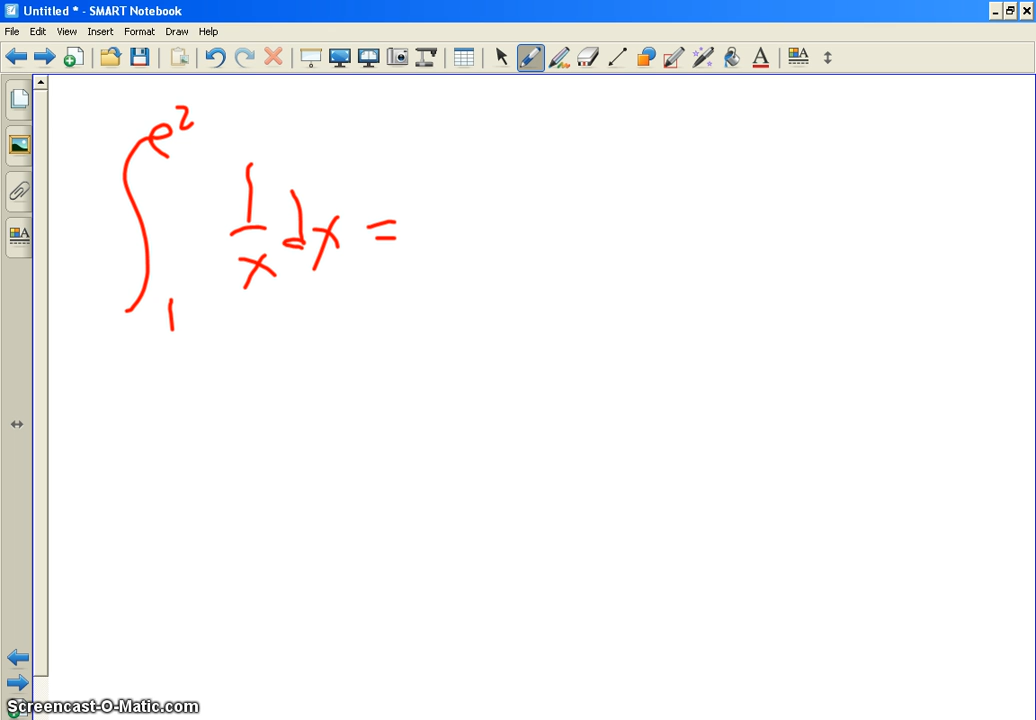 Untitled * - SMART Notebook
File Edit View Insert Format Draw Help
∫₁^{e²} 1/x dx =
Screencast-O-Matic.com